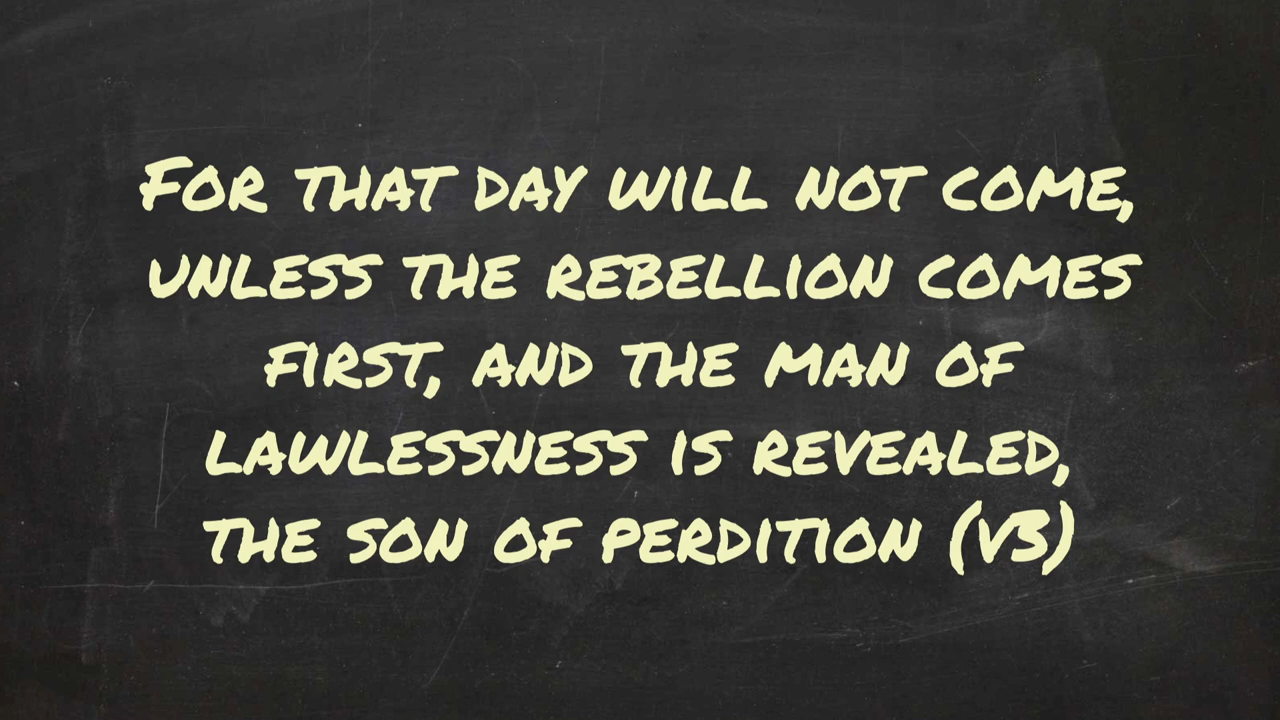 For that day will not come,
unless the rebellion comes
first, and the man of
lawlessness is revealed,
the son of perdition (v3)